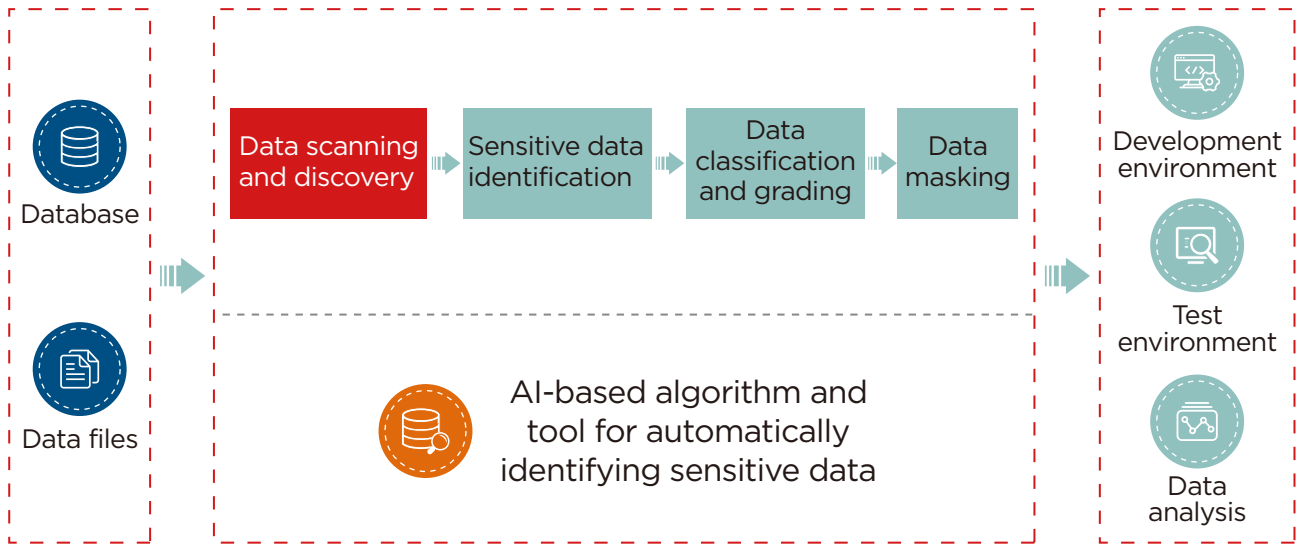 Database
Data files
Data scanning
and discovery
Sensitive data
identification
Data
classification
and grading
Data
masking
AI-based algorithm and
tool for automatically
identifying sensitive data
Development
environment
Test
environment
Data
analysis